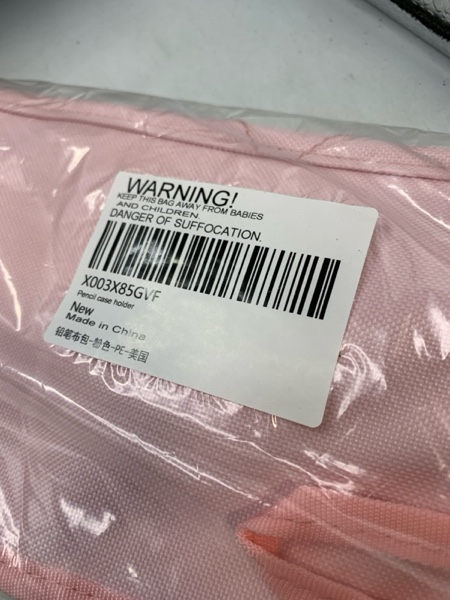 WARNING!
KEEP THIS BAG AWAY FROM BABIES
AND CHILDREN.
DANGER OF SUFFOCATION.
X003X85GVF
Pencil case holder
New
Made in China
铅笔布包-粉色-PE-美国